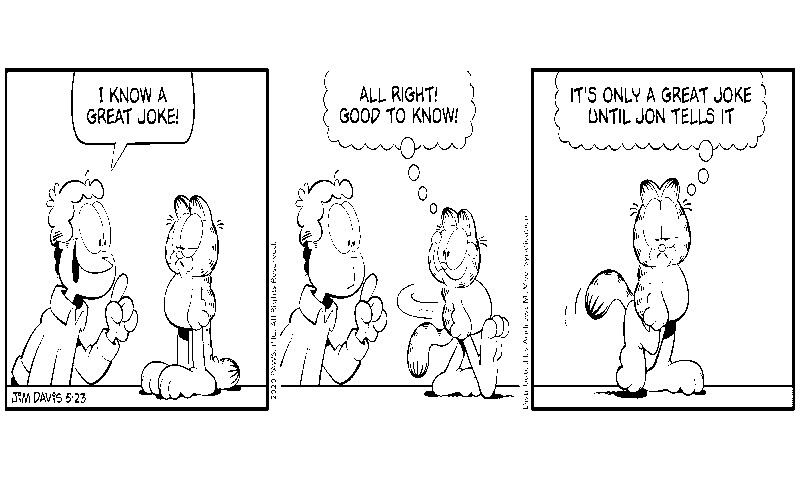 I KNOW A
GREAT JOKE!
JIM DAVIS 5·23
ALL RIGHT!
GOOD TO KNOW!
IT'S ONLY A GREAT JOKE
UNTIL JON TELLS IT